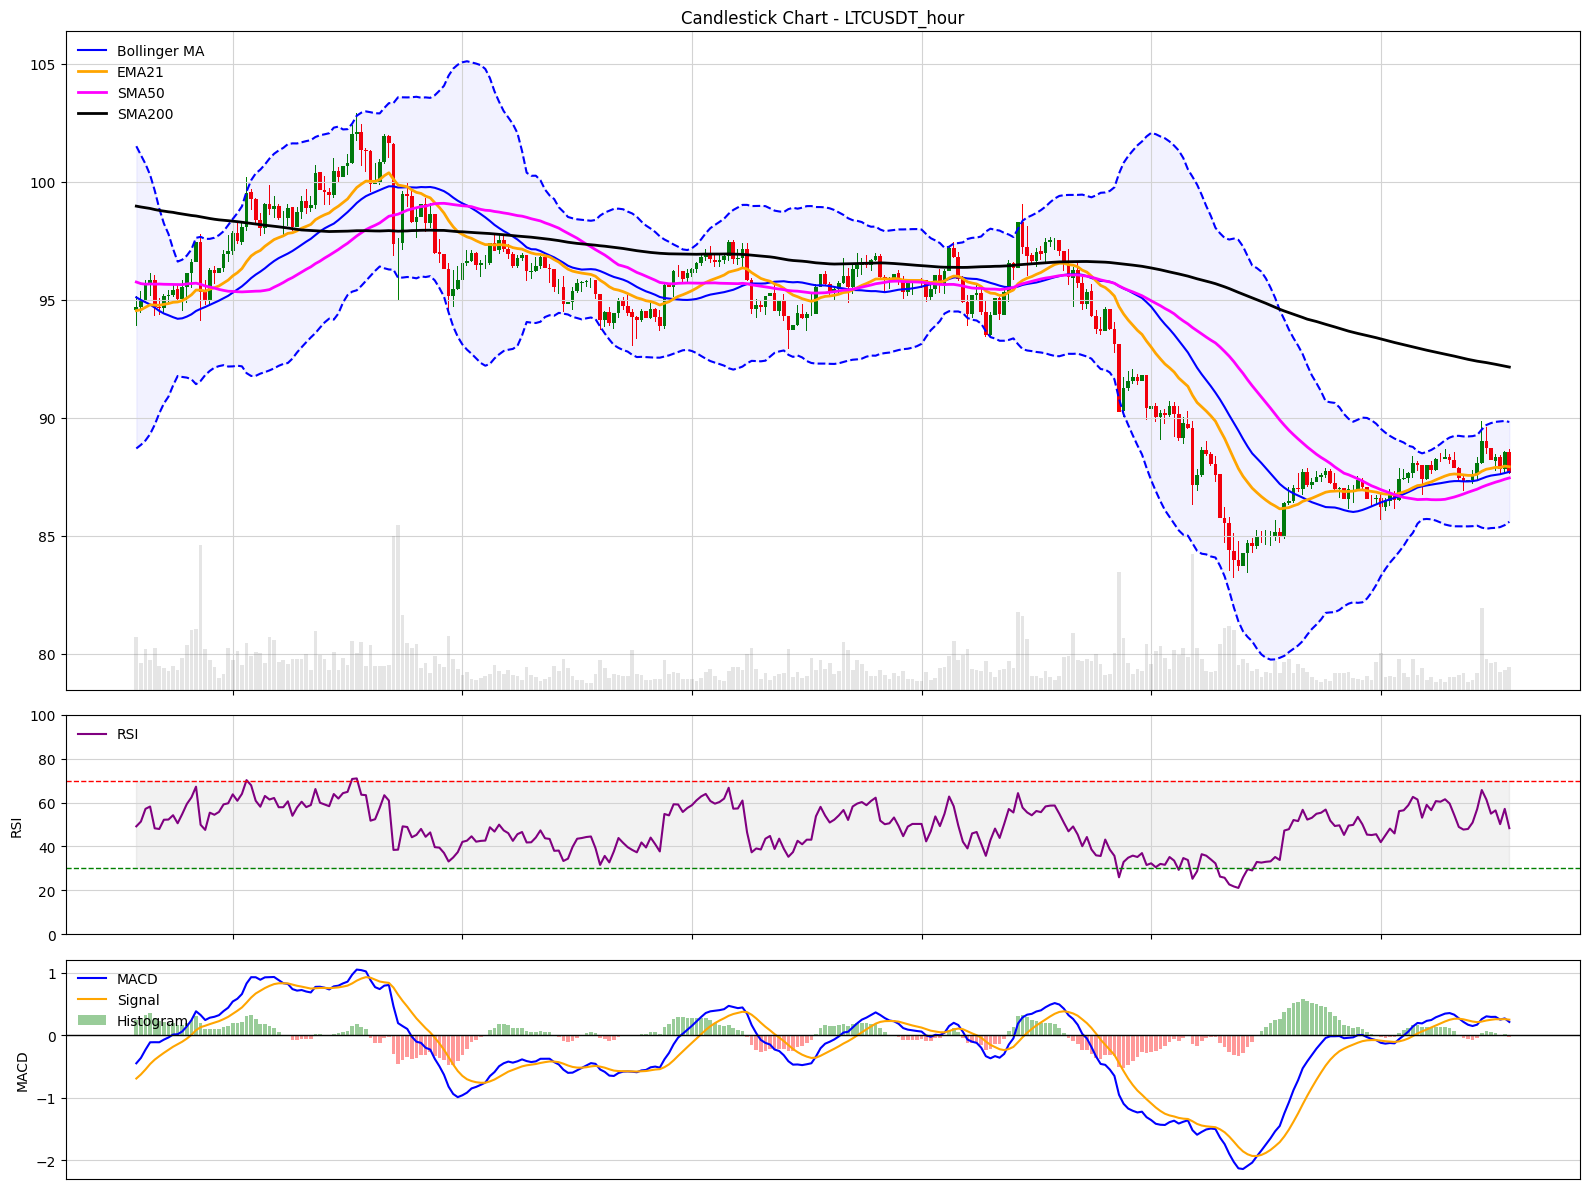 Candlestick Chart - LTCUSDT_hour
Bollinger MA
EMA21
SMA50
SMA200
105
100
95
90
85
80
RSI
100
80
60
40
20
0
RSI
MACD
Signal
Histogram
1
0
−1
−2
MACD